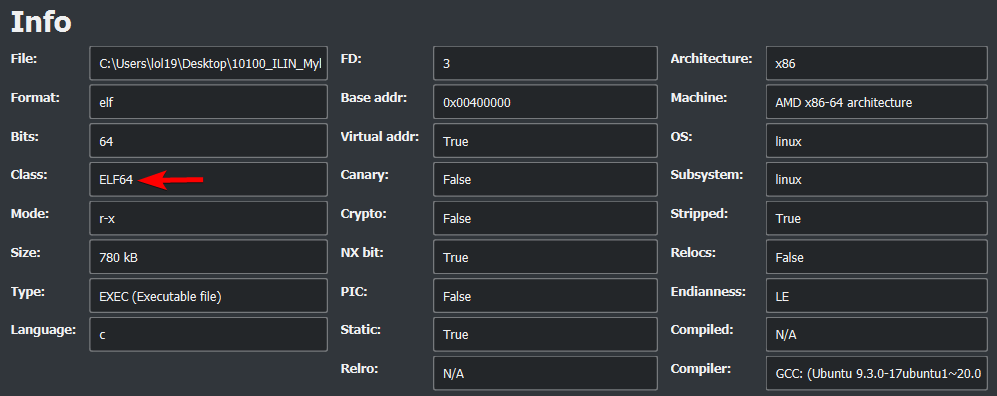 Info
File: C:\Users\lol19\Desktop\10100_ILIN_Myl FD: 3 Architecture: x86
Format: elf Base addr: 0x00400000 Machine: AMD x86-64 architecture
Bits: 64 Virtual addr: True OS: linux
Class: ELF64 Canary: False Subsystem: linux
Mode: r-x Crypto: False Stripped: True
Size: 780 kB NX bit: True Relocs: False
Type: EXEC (Executable file) PIC: False Endianness: LE
Language: c Static: True Compiled: N/A
Relro: N/A Compiler: GCC: (Ubuntu 9.3.0-17ubuntu1~20.0